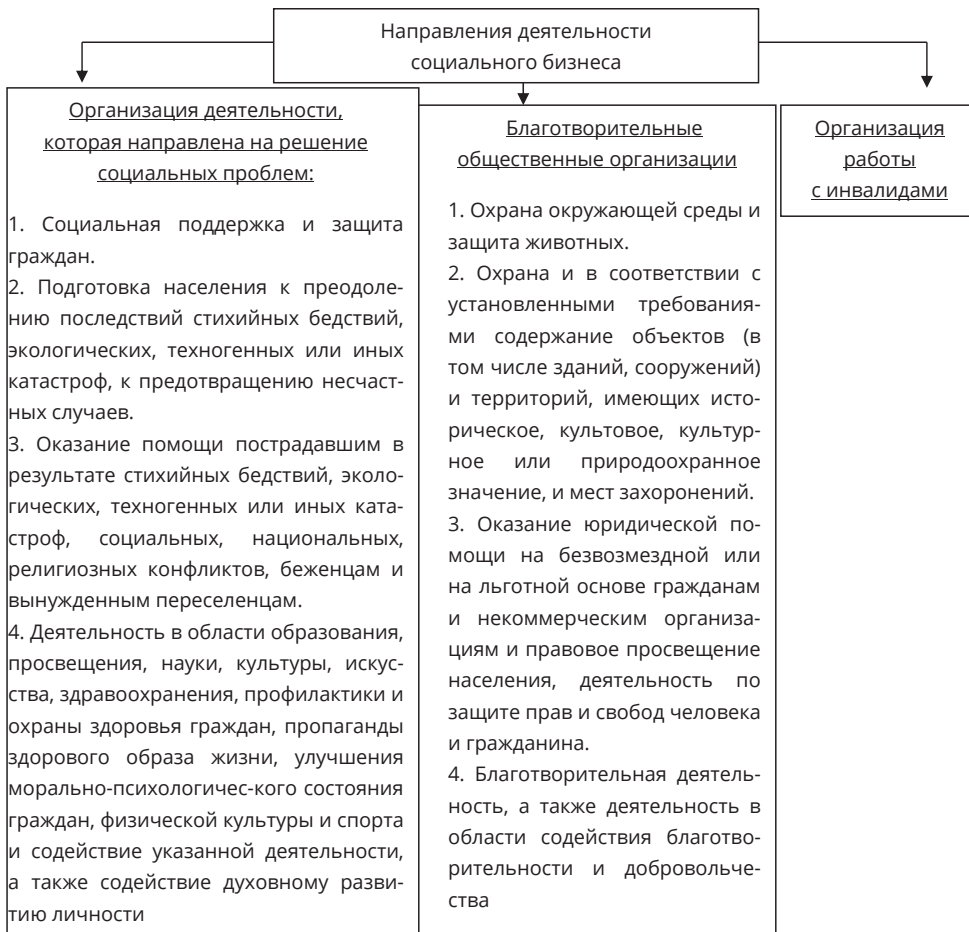 Направления деятельности
социального бизнеса
Организация деятельности,
которая направлена на решение
социальных проблем:
1. Социальная поддержка и защита
граждан.
2. Подготовка населения к преодоле-
нию последствий стихийных бедствий,
экологических, техногенных или иных
катастроф, к предотвращению несчаст-
ных случаев.
3. Оказание помощи пострадавшим в
результате стихийных бедствий, эколо-
гических, техногенных или иных ката-
строф, социальных, национальных,
религиозных конфликтов, беженцам и
вынужденным переселенцам.
4. Деятельность в области образования,
просвещения, науки, культуры, искус-
ства, здравоохранения, профилактики и
охраны здоровья граждан, пропаганды
здорового образа жизни, улучшения
морально-психологичес-кого состояния
граждан, физической культуры и спорта
и содействие указанной деятельности,
а также содействие духовному разви-
тию личности
Благотворительные
общественные организации
1. Охрана окружающей среды и
защита животных.
2. Охрана и в соответствии с
установленными требования-
ми содержание объектов (в
том числе зданий, сооружений)
и территорий, имеющих исто-
рическое, культовое, культур-
ное или природоохранное
значение, и мест захоронений.
3. Оказание юридической по-
мощи на безвозмездной или
на льготной основе гражданам
и некоммерческим организа-
циям и правовое просвещение
населения, деятельность по
защите прав и свобод человека
и гражданина.
4. Благотворительная деятель-
ность, а также деятельность в
области содействия благотво-
рительности и добровольче-
ства
Организация
работы
с инвалидами